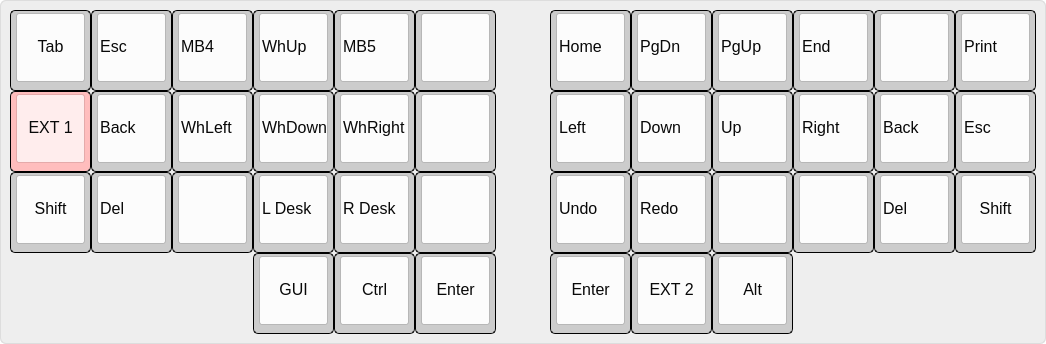 Tab Esc MB4 WhUp MB5 Home PgDn PgUp End Print
EXT 1 Back WhLeft WhDown WhRight Left Down Up Right Back Esc
Shift Del L Desk R Desk Undo Redo Del Shift
GUI Ctrl Enter Enter EXT 2 Alt